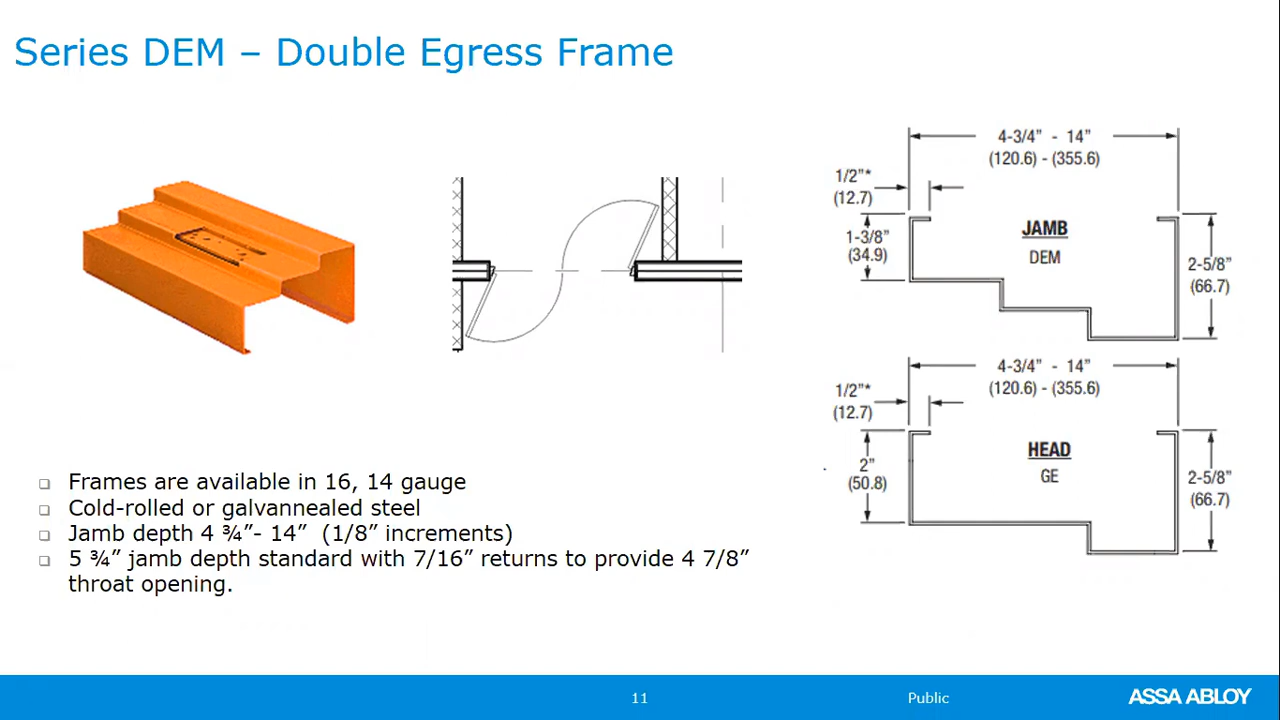 Series DEM – Double Egress Frame
4-3/4” - 14”
(120.6) - (355.6)
1/2”*
(12.7)
1-3/8”
(34.9)
JAMB
DEM
2-5/8”
(66.7)
4-3/4” - 14”
(120.6) - (355.6)
1/2”*
(12.7)
2”
(50.8)
HEAD
GE
2-5/8”
(66.7)
Frames are available in 16, 14 gauge
Cold-rolled or galvannealed steel
Jamb depth 4 ¾”- 14” (1/8” increments)
5 ¾” jamb depth standard with 7/16” returns to provide 4 7/8”
throat opening.
11
Public
ASSA ABLOY